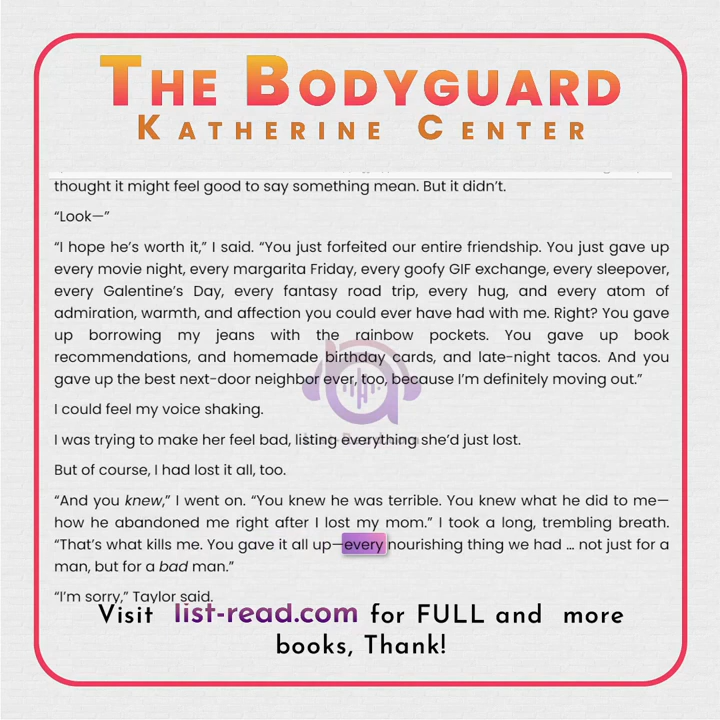 THE BODYGUARD
KATHERINE CENTER
thought it might feel good to say something mean. But it didn’t.
“Look—”
“I hope he’s worth it,” I said. “You just forfeited our entire friendship. You just gave up
every movie night, every margarita Friday, every goofy GIF exchange, every sleepover,
every Galentine’s Day, every fantasy road trip, every hug, and every atom of
admiration, warmth, and affection you could ever have had with me. Right? You gave
up borrowing my jeans with the rainbow pockets. You gave up book
recommendations, and homemade birthday cards, and late-night tacos. And you
gave up the best next-door neighbor ever, too, because I’m definitely moving out.”
I could feel my voice shaking.
I was trying to make her feel bad, listing everything she’d just lost.
But of course, I had lost it all, too.
“And you knew,” I went on. “You knew he was terrible. You knew what he did to me—
how he abandoned me right after I lost my mom.” I took a long, trembling breath.
“That’s what kills me. You gave it all up—every nourishing thing we had … not just for a
man, but for a bad man.”
“I’m sorry,” Taylor said.
Visit list-read.com for FULL and more
books, Thank!